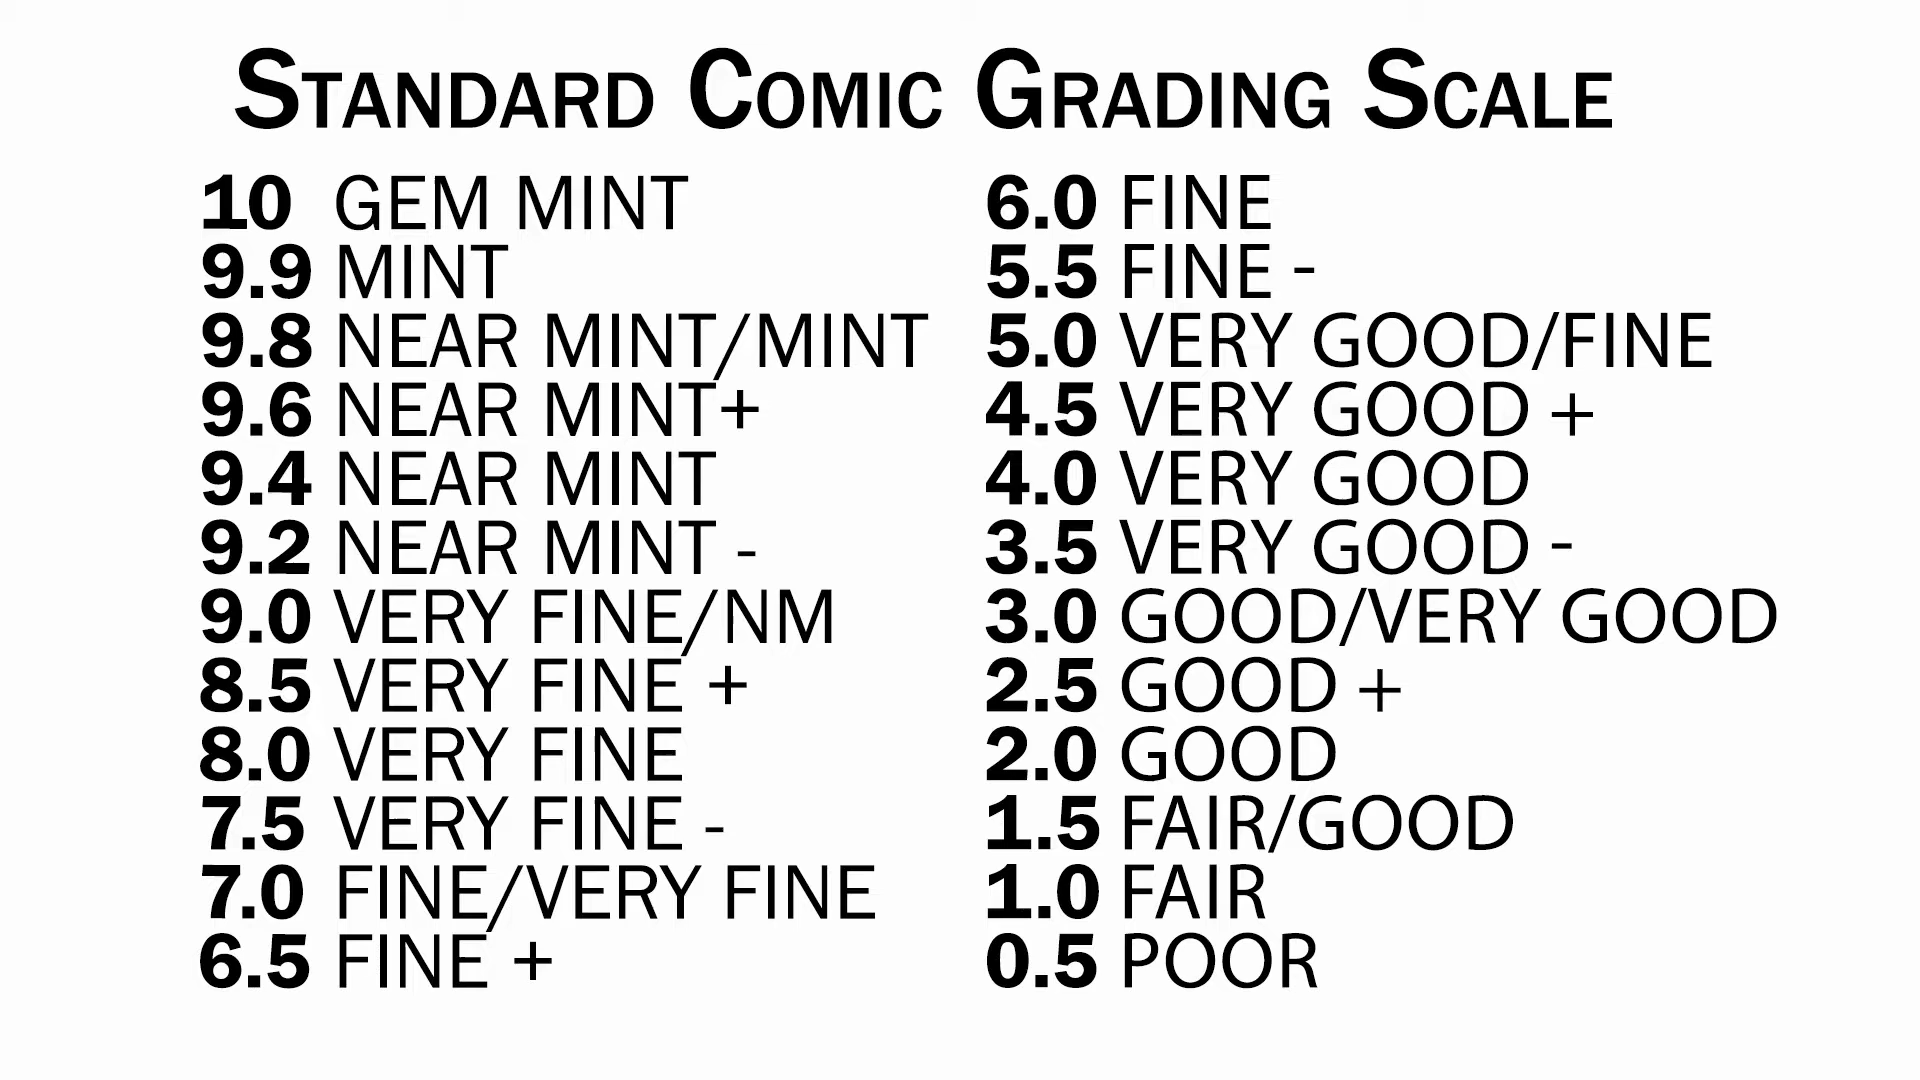 Standard Comic Grading Scale
10 GEM MINT
9.9 MINT
9.8 NEAR MINT/MINT
9.6 NEAR MINT+
9.4 NEAR MINT
9.2 NEAR MINT -
9.0 VERY FINE/NM
8.5 VERY FINE +
8.0 VERY FINE
7.5 VERY FINE -
7.0 FINE/VERY FINE
6.5 FINE +
6.0 FINE
5.5 FINE -
5.0 VERY GOOD/FINE
4.5 VERY GOOD +
4.0 VERY GOOD
3.5 VERY GOOD -
3.0 GOOD/VERY GOOD
2.5 GOOD +
2.0 GOOD
1.5 FAIR/GOOD
1.0 FAIR
0.5 POOR